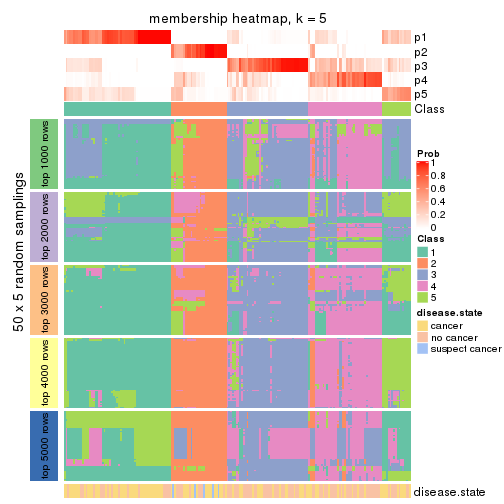 membership heatmap, k = 5
p1
p2
p3
p4
p5
Class
50 x 5 random samplings
top 1000 rows
top 2000 rows
top 3000 rows
top 4000 rows
top 5000 rows
disease.state
Prob
1
0.8
0.6
0.4
0.2
0
Class
1
2
3
4
5
disease.state
cancer
no cancer
suspect cancer